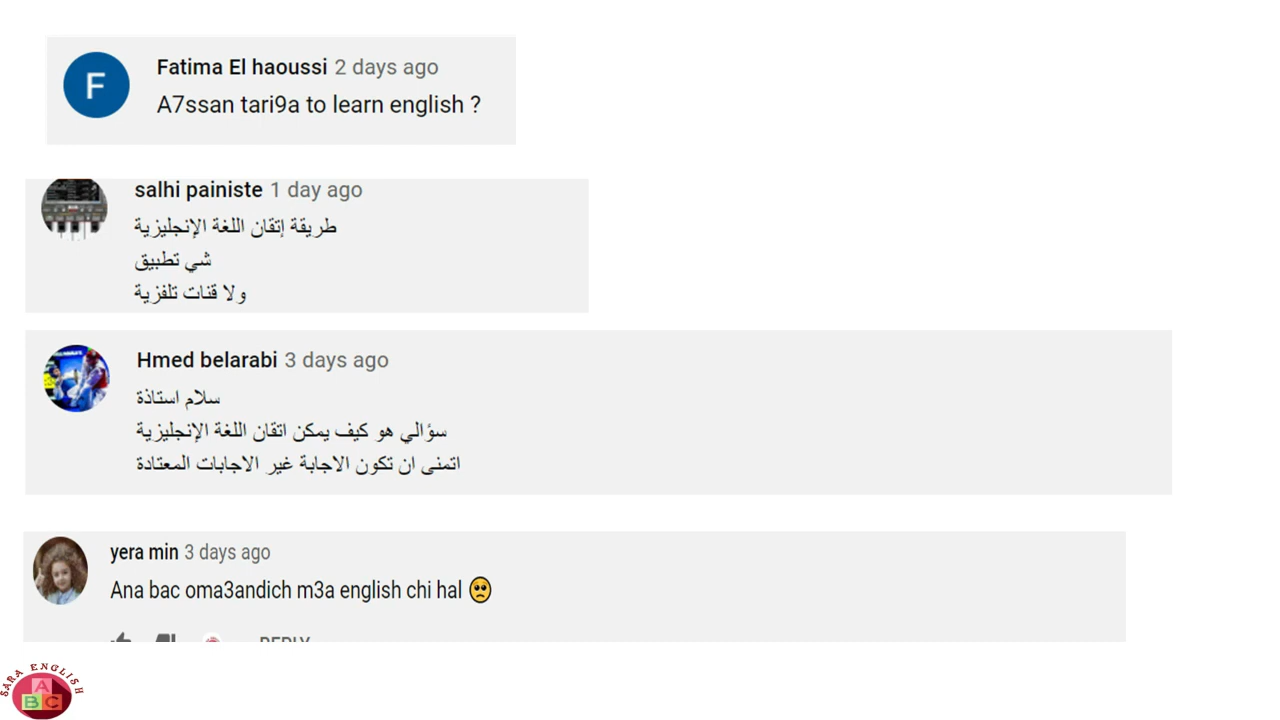 F
Fatima El haoussi 2 days ago
A7ssan tari9a to learn english ?
salhi painiste 1 day ago
طريقة إتقان اللغة الإنجليزية
شي تطبيق
ولا قنات تلفزية
Hmed belarabi 3 days ago
سلام استاذة
سؤالي هو كيف يمكن اتقان اللغة الإنجليزية
اتمنى ان تكون الاجابة غير الاجابات المعتادة
yera min 3 days ago
Ana bac oma3andich m3a english chi hal 🥺
REPLY
SARA ENGLISH
A
B C